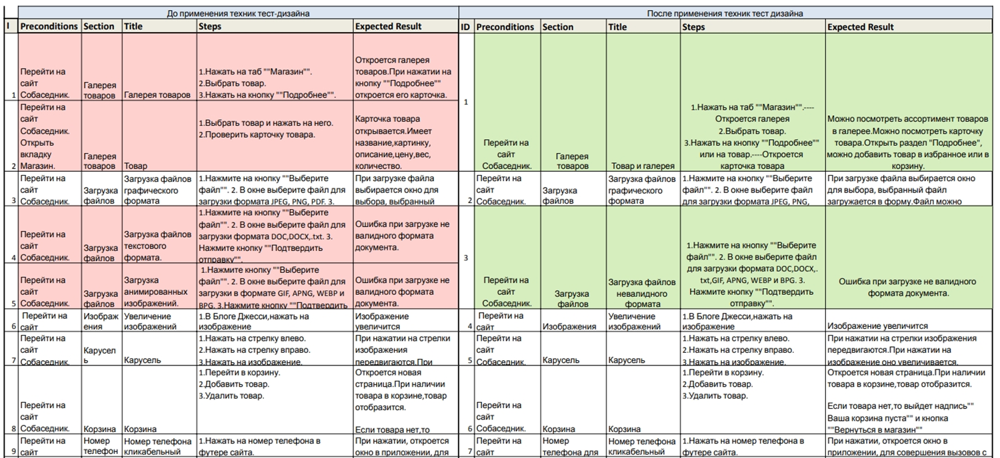 До применения техник тест-дизайна
После применения техник тест дизайна
I Preconditions Section Title Steps Expected Result ID Preconditions Section Title Steps Expected Result
1
Перейти на
сайт
Собаседник.
Галерея
товаров
Галерея товаров
1.Нажать на таб ""Магазин"".
2.Выбрать товар.
3.Нажать на кнопку ""Подробнее"".
Откроется галерея
товаров.При нажатии на
кнопку ""Подробнее""
откроется его карточка.
2
Перейти на
сайт
Собаседник.
Открыть
вкладку
Магазин.
Галерея
товаров
Товар
1.Выбрать товар и нажать на него.
2.Проверить карточку товара.
Карточка товара
открывается.Имеет
название,картинку,
описание,цену,вес,
количество.
1
Перейти на
сайт
Собаседник.
Галерея
товаров
Товар и галерея
1.Нажать на таб ""Магазин"".----
Откроется галерея
2.Выбрать товар.
3.Нажать на кнопку ""Подробнее""
или на товар.----Откроется
карточка товара
Можно посмотреть ассортимент товаров
в галерее.Можно посмотреть карточку
товара.Открыть раздел "Подробнее",
можно добавить товар в избранное или в
корзину.
3
Перейти на
сайт
Собаседник.
Загрузка
файлов
Загрузка файлов
графического
формата
1.Нажмите на кнопку ""Выберите
файл"". 2. В окне выберите файл для
загрузки формата JPEG, PNG, PDF. 3.
При загрузке файла
выбирается окно для
выбора, выбранный
2
Перейти на
сайт
Собаседник.
Загрузка
файлов
Загрузка файлов
графического
формата
1.Нажмите на кнопку ""Выберите
файл"". 2. В окне выберите файл
для загрузки формата JPEG, PNG,
При загрузке файла выбирается окно
для выбора, выбранный файл
загружается в форму.Файл можно
4
Перейти на
сайт
Собаседник.
Загрузка
файлов
Загрузка файлов
текстового
формата.
1.Нажмите на кнопку ""Выберите
файл"". 2. В окне выберите файл для
загрузки формата DOC,DOCX,.txt. 3.
Нажмите кнопку ""Подтвердить
отправку"".
Ошибка при загрузке не
валидного формата
документа.
5
Перейти на
сайт
Собаседник.
Загрузка
файлов
Загрузка
анимированных
изображений.
1.Нажмите кнопку ""Выберите
файл"". 2. В окне выберите файл для
загрузки в формате GIF, APNG, WEBP и
BPG. 3.Нажмите кнопку ""Подтвердить
Ошибка при загрузке не
валидного формата
документа.
3
Перейти на
сайт
Собаседник.
Загрузка
файлов
Загрузка файлов
невалидного
формата
1.Нажмите на кнопку ""Выберите
файл"". 2. В окне выберите файл
для загрузки формата DOC,DOCX,.
txt,GIF, APNG, WEBP и BPG. 3.
Нажмите кнопку ""Подтвердить
отправку"".
Ошибка при загрузке не валидного
формата документа.
6
Перейти на
сайт
Изображ
ения
Увеличение
изображений
1.В Блоге Джесси,нажать на
изображение
Изображение
увеличится
4
Перейти на
сайт
Изображения
Увеличение
изображений
1.В Блоге Джесси,нажать на
изображение
Изображение увеличится
7
Перейти на
сайт
Собаседник.
Карусел
ь
Карусель
1.Нажать на стрелку влево.
2.Нажать на стрелку вправо.
3.Нажать на изображение.
При нажатии на стрелки
изображения
передвигаются.При
5
Перейти на
сайт
Собаседник.
Карусель
Карусель
1.Нажать на стрелку влево.
2.Нажать на стрелку вправо.
3.Нажать на изображение.
При нажатии на стрелки изображения
передвигаются.При нажатии на
изображение оно увеличивается.
8
Перейти на
сайт
Собаседник.
Корзина
Корзина
1.Перейти в корзину.
2.Добавить товар.
3.Удалить товар.
Откроется новая
страница.При наличии
товара в корзине,товар
отобразится.
Если товара нет,то
6
Перейти на
сайт
Собаседник.
Корзина
Корзина
1.Перейти в корзину.
2.Добавить товар.
3.Удалить товар.
Откроется новая страница.При наличии
товара в корзине,товар отобразится.
Если товара нет,то выйдет надпись""
Ваша корзина пуста"" и кнопка
""Вернуться в магазин""
9
Перейти на
сайт
Номер
телефон
Номер телефона
кликабельный
1.Нажать на номер телефона в
футере сайта.
При нажатии, откроется
окно в приложении, для
7
Перейти на
сайт
Номер
телефона для
Номер телефона
кликабельный
1.Нажать на номер телефона в
футере сайта.
При нажатии, откроется окно в
приложении, для совершения вызовов с